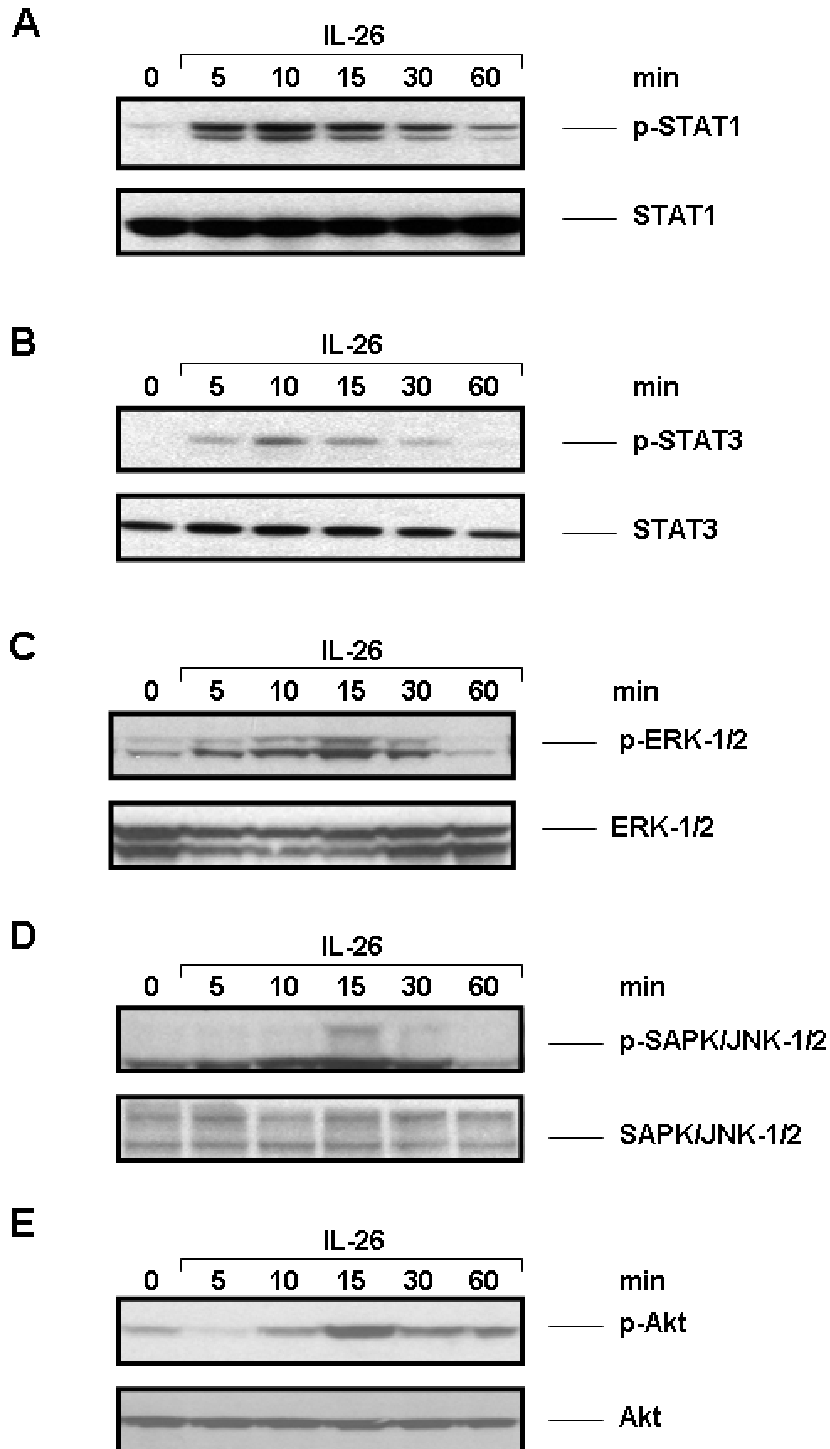 A
IL-26
0 5 10 15 30 60 min
p-STAT1
STAT1
B
IL-26
0 5 10 15 30 60 min
p-STAT3
STAT3
C
IL-26
0 5 10 15 30 60 min
p-ERK-1/2
ERK-1/2
D
IL-26
0 5 10 15 30 60 min
p-SAPK/JNK-1/2
SAPK/JNK-1/2
E
IL-26
0 5 10 15 30 60 min
p-Akt
Akt